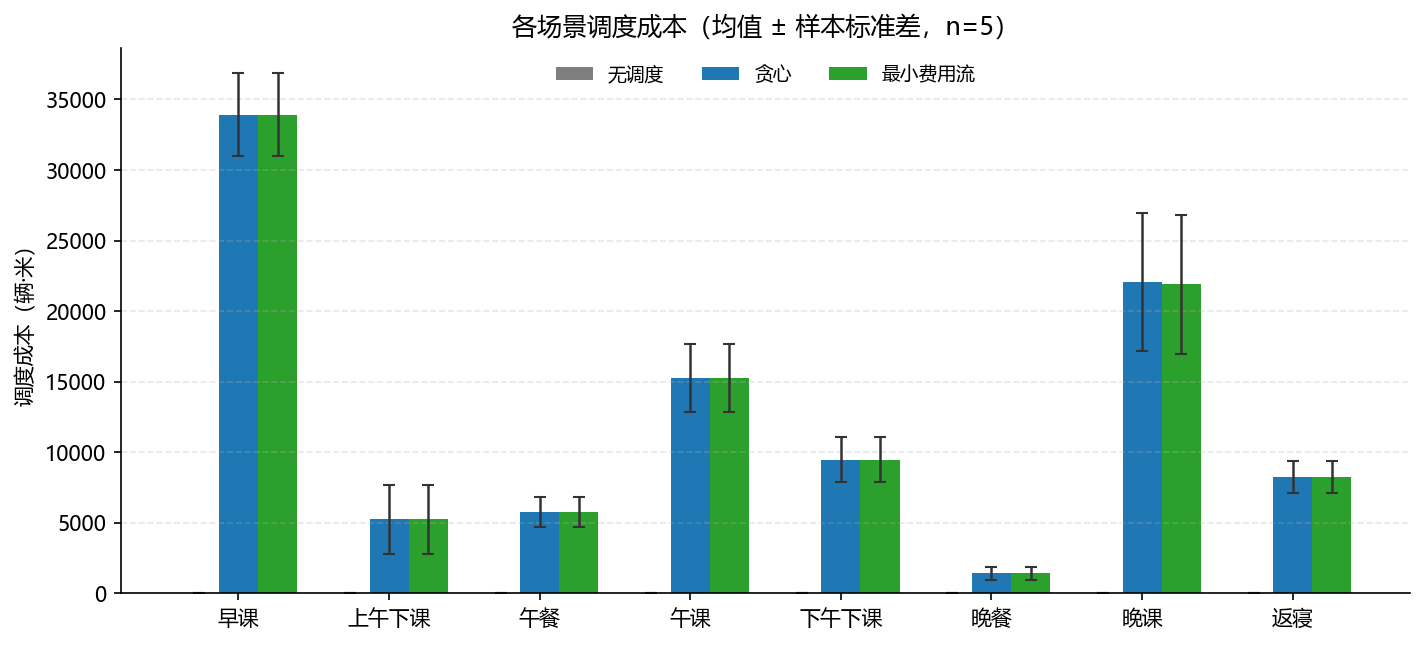 各场景调度成本（均值 ± 样本标准差，n=5）
无调度 贪心 最小费用流
调度成本（辆·米）
35000
30000
25000
20000
15000
10000
5000
0
早课 上午下课 午餐 午课 下午下课 晚餐 晚课 返寝